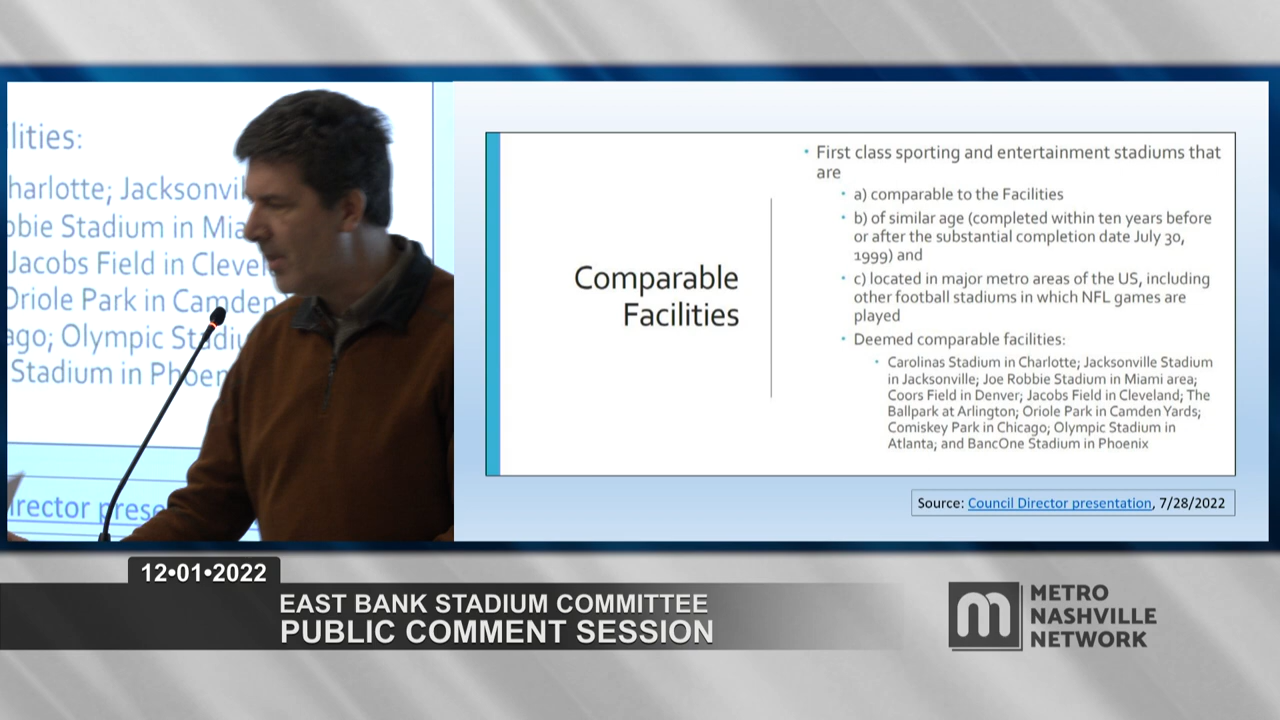 lities:
harlotte; Jacksonvil
obbie Stadium in Mia
Jacobs Field in Clevel
Oriole Park in Camden
ago; Olympic Stadiu
Stadium in Phoen
irector prese
Comparable
Facilities
• First class sporting and entertainment stadiums that
are
• a) comparable to the Facilities
• b) of similar age (completed within ten years before
or after the substantial completion date July 30,
1999) and
• c) located in major metro areas of the US, including
other football stadiums in which NFL games are
played
• Deemed comparable facilities:
• Carolinas Stadium in Charlotte; Jacksonville Stadium
in Jacksonville; Joe Robbie Stadium in Miami area;
Coors Field in Denver; Jacobs Field in Cleveland; The
Ballpark at Arlington; Oriole Park in Camden Yards;
Comiskey Park in Chicago; Olympic Stadium in
Atlanta; and BancOne Stadium in Phoenix
Source: Council Director presentation, 7/28/2022
12•01•2022
EAST BANK STADIUM COMMITTEE
PUBLIC COMMENT SESSION
m
METRO
NASHVILLE
NETWORK